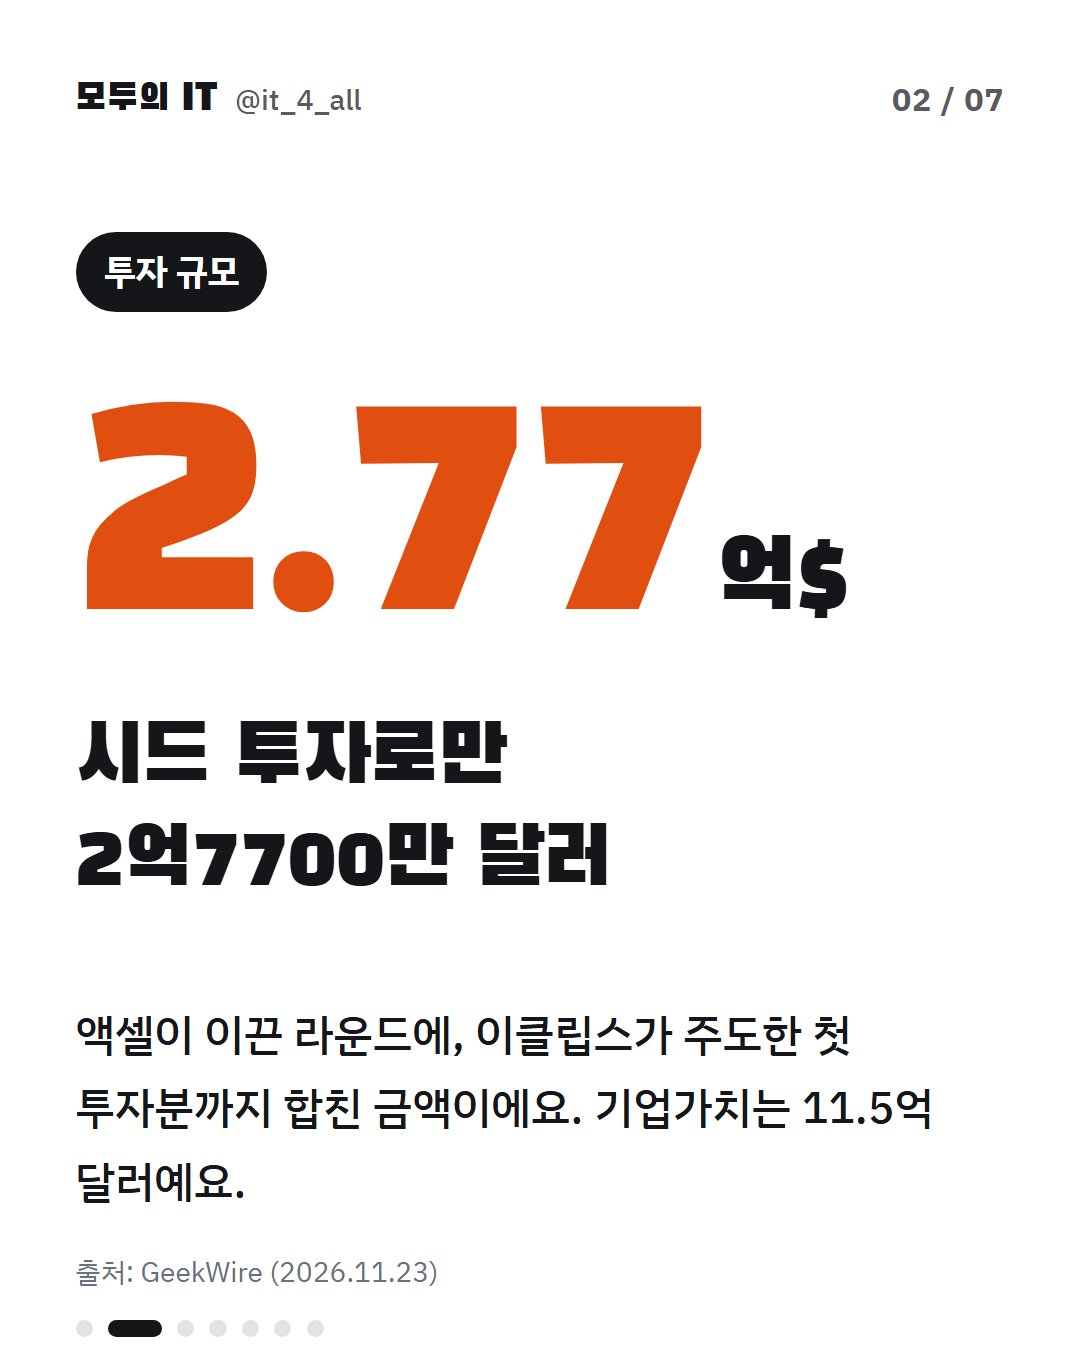 모두의 IT @it_4_all
02 / 07
투자 규모
2.77억$
시드 투자로만
2억7700만 달러
액셀이 이끈 라운드에, 이클립스가 주도한 첫
투자분까지 합친 금액이에요. 기업가치는 11.5억
달러예요.
출처: GeekWire (2026.11.23)